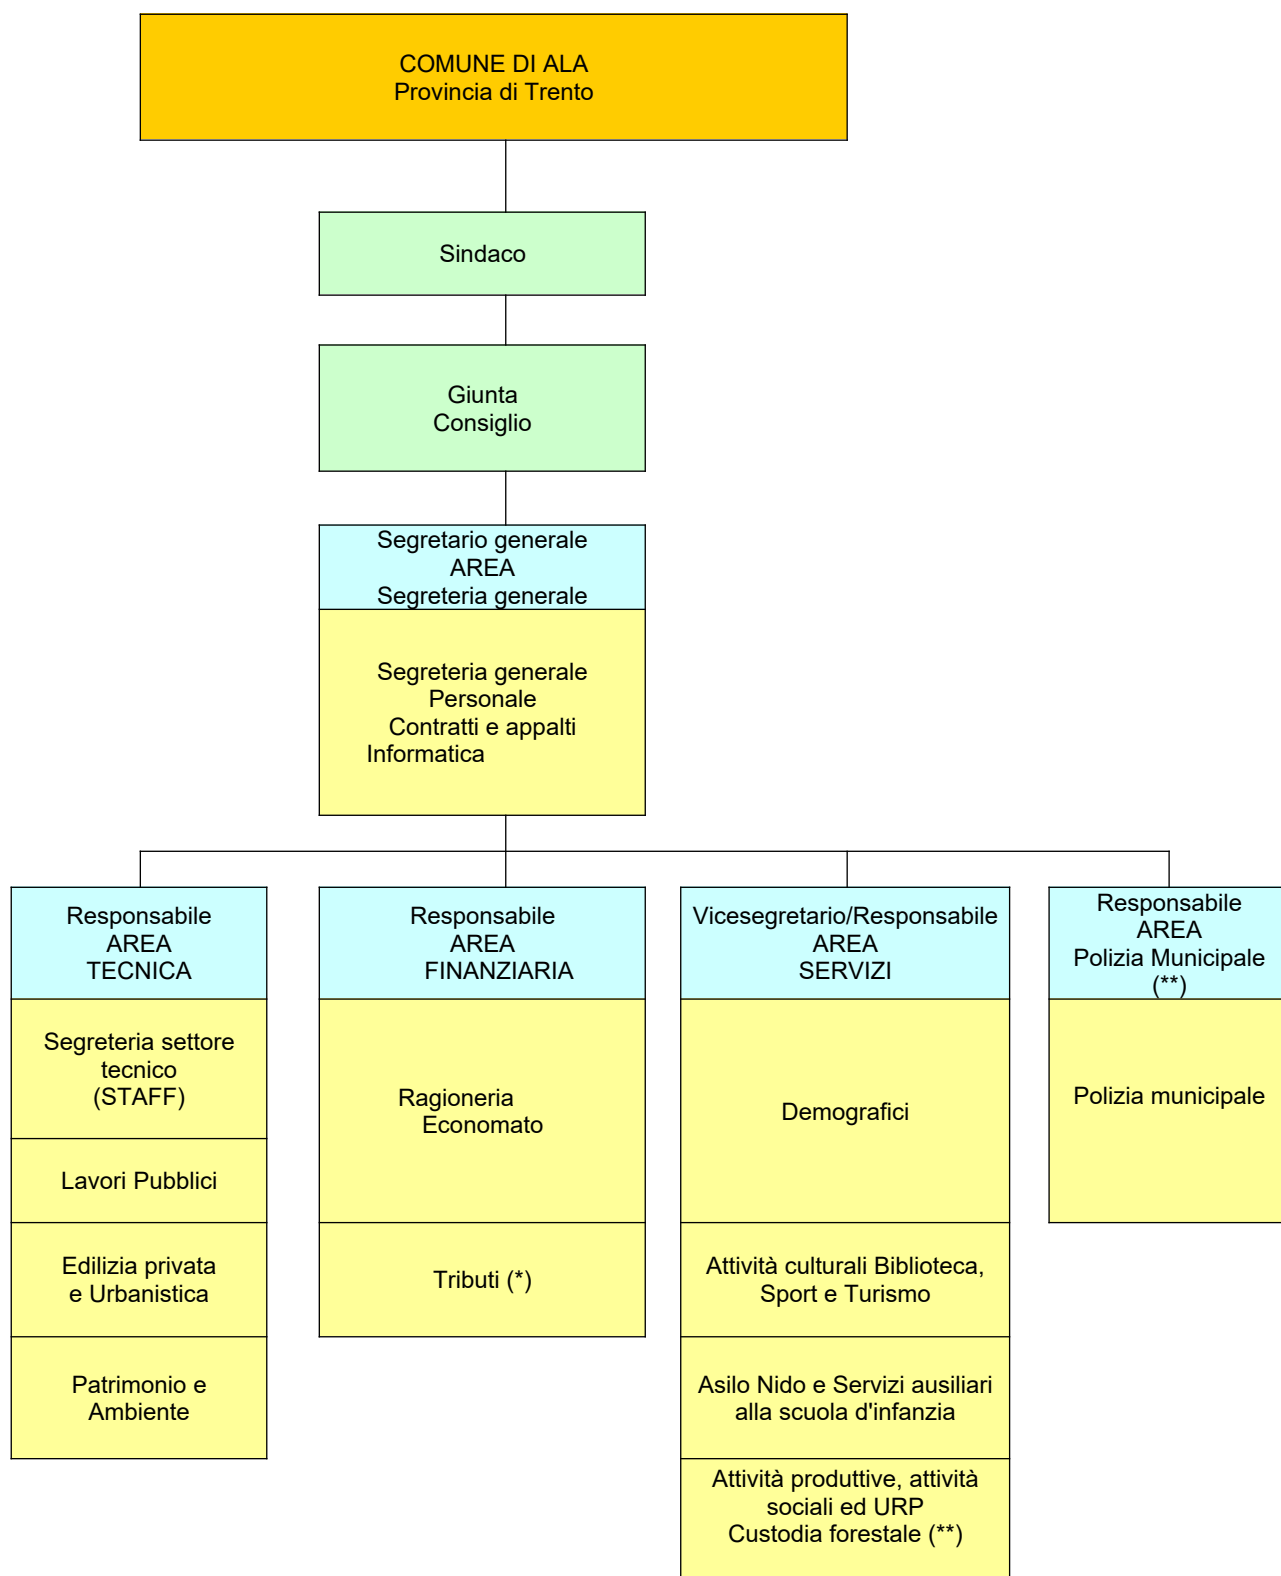 COMUNE DI ALA
Provincia di Trento
Sindaco
Giunta
Consiglio
Segretario generale
AREA
Segreteria generale
Segreteria generale
Personale
Contratti e appalti
Informatica
Responsabile
AREA
TECNICA
Segreteria settore
tecnico
(STAFF)
Lavori Pubblici
Edilizia privata
e Urbanistica
Patrimonio e
Ambiente
Responsabile
AREA
FINANZIARIA
Ragioneria
Economato
Tributi (*)
Vicesegretario/Responsabile
AREA
SERVIZI
Demografici
Attività culturali Biblioteca,
Sport e Turismo
Asilo Nido e Servizi ausiliari
alla scuola d'infanzia
Attività produttive, attività
sociali ed URP
Custodia forestale (**)
Responsabile
AREA
Polizia Municipale
(**)
Polizia municipale